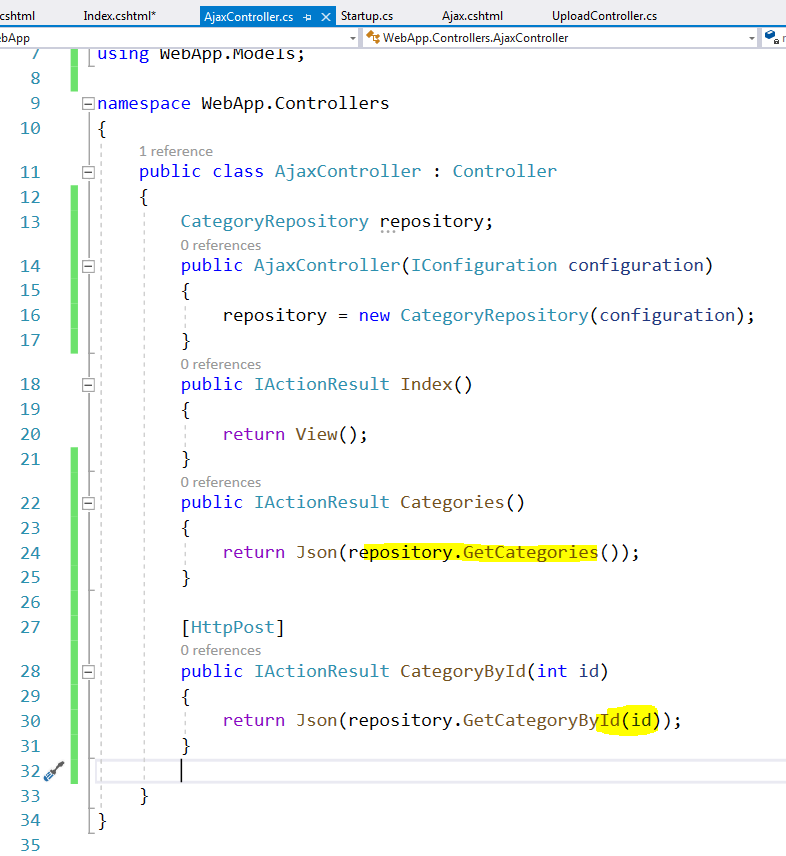 cshtml Index.cshtml* AjaxController.cs Startup.cs Ajax.cshtml UploadController.cs
ebApp WebApp.Controllers.AjaxController
7 using WebApp.Models;
8
9 namespace WebApp.Controllers
10 {
1 reference
11 public class AjaxController : Controller
12 {
13 CategoryRepository repository;
0 references
14 public AjaxController(IConfiguration configuration)
15 {
16 repository = new CategoryRepository(configuration);
17 }
0 references
18 public IActionResult Index()
19 {
20 return View();
21 }
0 references
22 public IActionResult Categories()
23 {
24 return Json(repository.GetCategories());
25 }
26
27 [HttpPost]
0 references
28 public IActionResult CategoryById(int id)
29 {
30 return Json(repository.GetCategoryById(id));
31 }
32
33 }
34 }
35